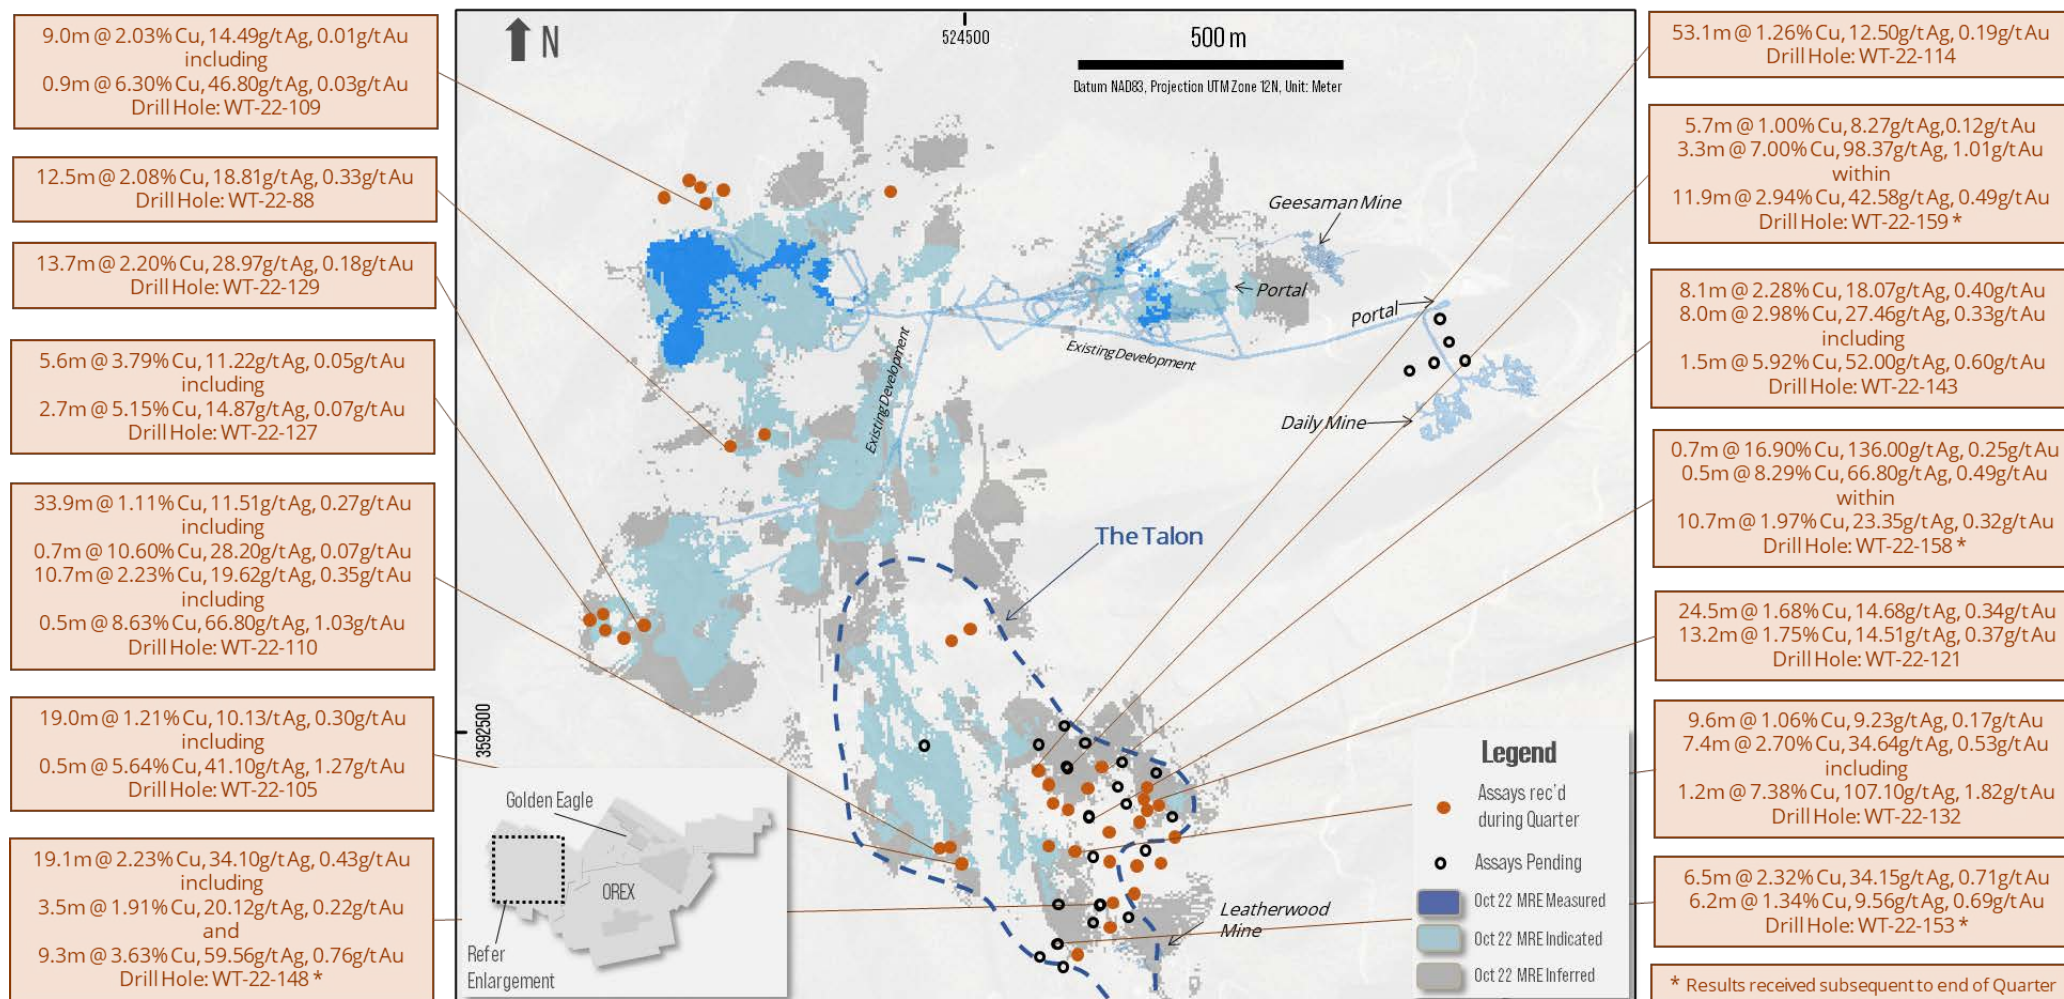 9.0m @ 2.03% Cu, 14.49g/t Ag, 0.01g/t Au
including
0.9m @ 6.30% Cu, 46.80g/t Ag, 0.03g/t Au
Drill Hole: WT-22-109
12.5m @ 2.08% Cu, 18.81g/t Ag, 0.33g/t Au
Drill Hole: WT-22-88
13.7m @ 2.20% Cu, 28.97g/t Ag, 0.18g/t Au
Drill Hole: WT-22-129
5.6m @ 3.79% Cu, 11.22g/t Ag, 0.05g/t Au
including
2.7m @ 5.15% Cu, 14.87g/t Ag, 0.07g/t Au
Drill Hole: WT-22-127
33.9m @ 1.11% Cu, 11.51g/t Ag, 0.27g/t Au
including
0.7m @ 10.60% Cu, 28.20g/t Ag, 0.07g/t Au
10.7m @ 2.23% Cu, 19.62g/t Ag, 0.35g/t Au
including
0.5m @ 8.63% Cu, 66.80g/t Ag, 1.03g/t Au
Drill Hole: WT-22-110
19.0m @ 1.21% Cu, 10.13/t Ag, 0.30g/t Au
including
0.5m @ 5.64% Cu, 41.10g/t Ag, 1.27g/t Au
Drill Hole: WT-22-105
19.1m @ 2.23% Cu, 34.10g/t Ag, 0.43g/t Au
including
3.5m @ 1.91% Cu, 20.12g/t Ag, 0.22g/t Au
and
9.3m @ 3.63% Cu, 59.56g/t Ag, 0.76g/t Au
Drill Hole: WT-22-148 *
N
524500
500 m
Datum NAD83, Projection UTM Zone 12N, Unit: Meter
Geesaman Mine
Portal
Portal
Existing Development
Existing Development
Daily Mine
The Talon
3592500
Leatherwood
Mine
Golden Eagle
OREX
Refer
Enlargement
Legend
Assays rec'd
during Quarter
Assays Pending
Oct 22 MRE Measured
Oct 22 MRE Indicated
Oct 22 MRE Inferred
53.1m @ 1.26% Cu, 12.50g/t Ag, 0.19g/t Au
Drill Hole: WT-22-114
5.7m @ 1.00% Cu, 8.27g/t Ag, 0.12g/t Au
3.3m @ 7.00% Cu, 98.37g/t Ag, 1.01g/t Au
within
11.9m @ 2.94% Cu, 42.58g/t Ag, 0.49g/t Au
Drill Hole: WT-22-159 *
8.1m @ 2.28% Cu, 18.07g/t Ag, 0.40g/t Au
8.0m @ 2.98% Cu, 27.46g/t Ag, 0.33g/t Au
including
1.5m @ 5.92% Cu, 52.00g/t Ag, 0.60g/t Au
Drill Hole: WT-22-143
0.7m @ 16.90% Cu, 136.00g/t Ag, 0.25g/t Au
0.5m @ 8.29% Cu, 66.80g/t Ag, 0.49g/t Au
within
10.7m @ 1.97% Cu, 23.35g/t Ag, 0.32g/t Au
Drill Hole: WT-22-158 *
24.5m @ 1.68% Cu, 14.68g/t Ag, 0.34g/t Au
13.2m @ 1.75% Cu, 14.51g/t Ag, 0.37g/t Au
Drill Hole: WT-22-121
9.6m @ 1.06% Cu, 9.23g/t Ag, 0.17g/t Au
7.4m @ 2.70% Cu, 34.64g/t Ag, 0.53g/t Au
including
1.2m @ 7.38% Cu, 107.10g/t Ag, 1.82g/t Au
Drill Hole: WT-22-132
6.5m @ 2.32% Cu, 34.15g/t Ag, 0.71g/t Au
6.2m @ 1.34% Cu, 9.56g/t Ag, 0.69g/t Au
Drill Hole: WT-22-153 *
* Results received subsequent to end of Quarter